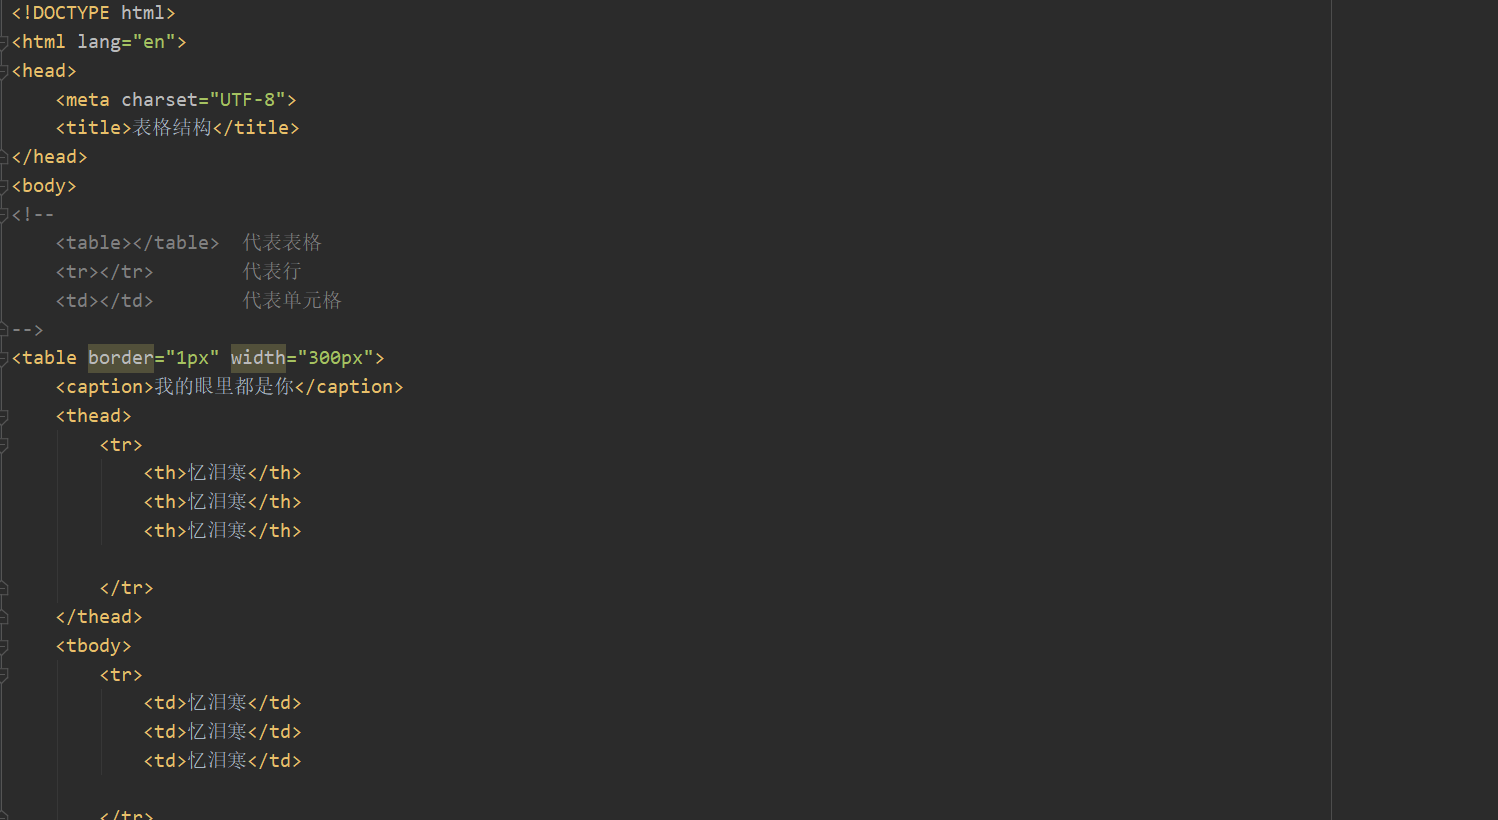 <!DOCTYPE html>
<html lang="en">
<head>
    <meta charset="UTF-8">
    <title>表格结构</title>
</head>
<body>
<!--
    <table></table>  代表表格
    <tr></tr>        代表行
    <td></td>        代表单元格
-->
<table border="1px" width="300px">
    <caption>我的眼里都是你</caption>
    <thead>
        <tr>
            <th>忆泪寒</th>
            <th>忆泪寒</th>
            <th>忆泪寒</th>
        </tr>
    </thead>
    <tbody>
        <tr>
            <td>忆泪寒</td>
            <td>忆泪寒</td>
            <td>忆泪寒</td>
        </tr>